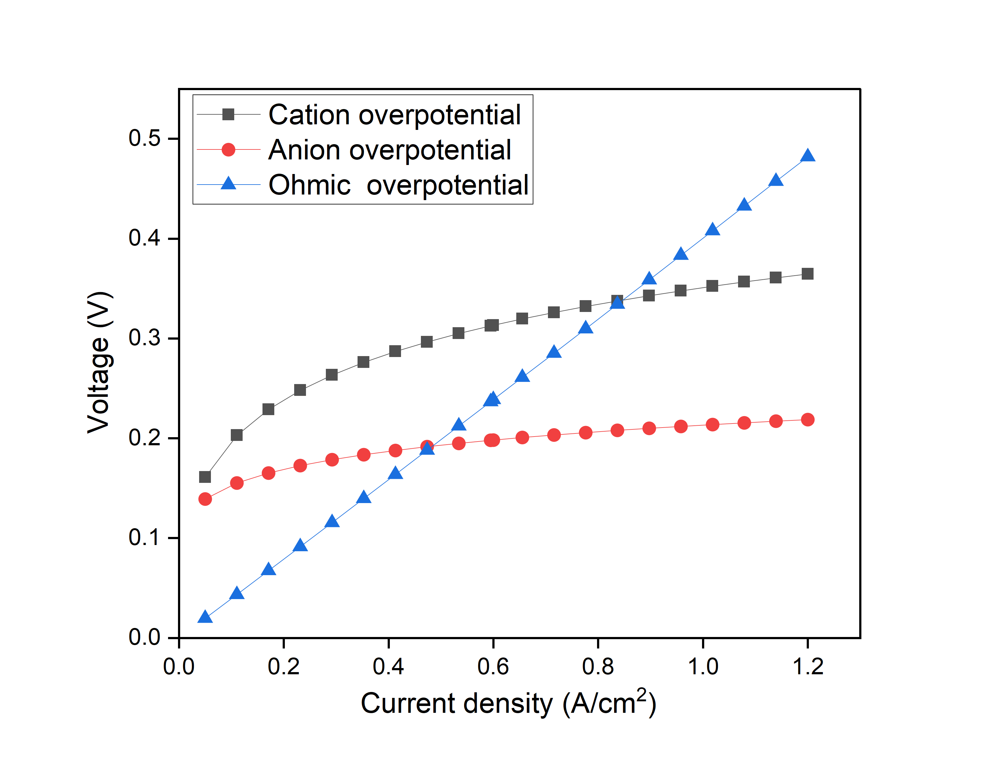 Cation overpotential
Anion overpotential
Ohmic  overpotential
0.5
0.4
0.3
0.2
0.1
0.0
Voltage (V)
0.0 0.2 0.4 0.6 0.8 1.0 1.2
Current density (A/cm²)